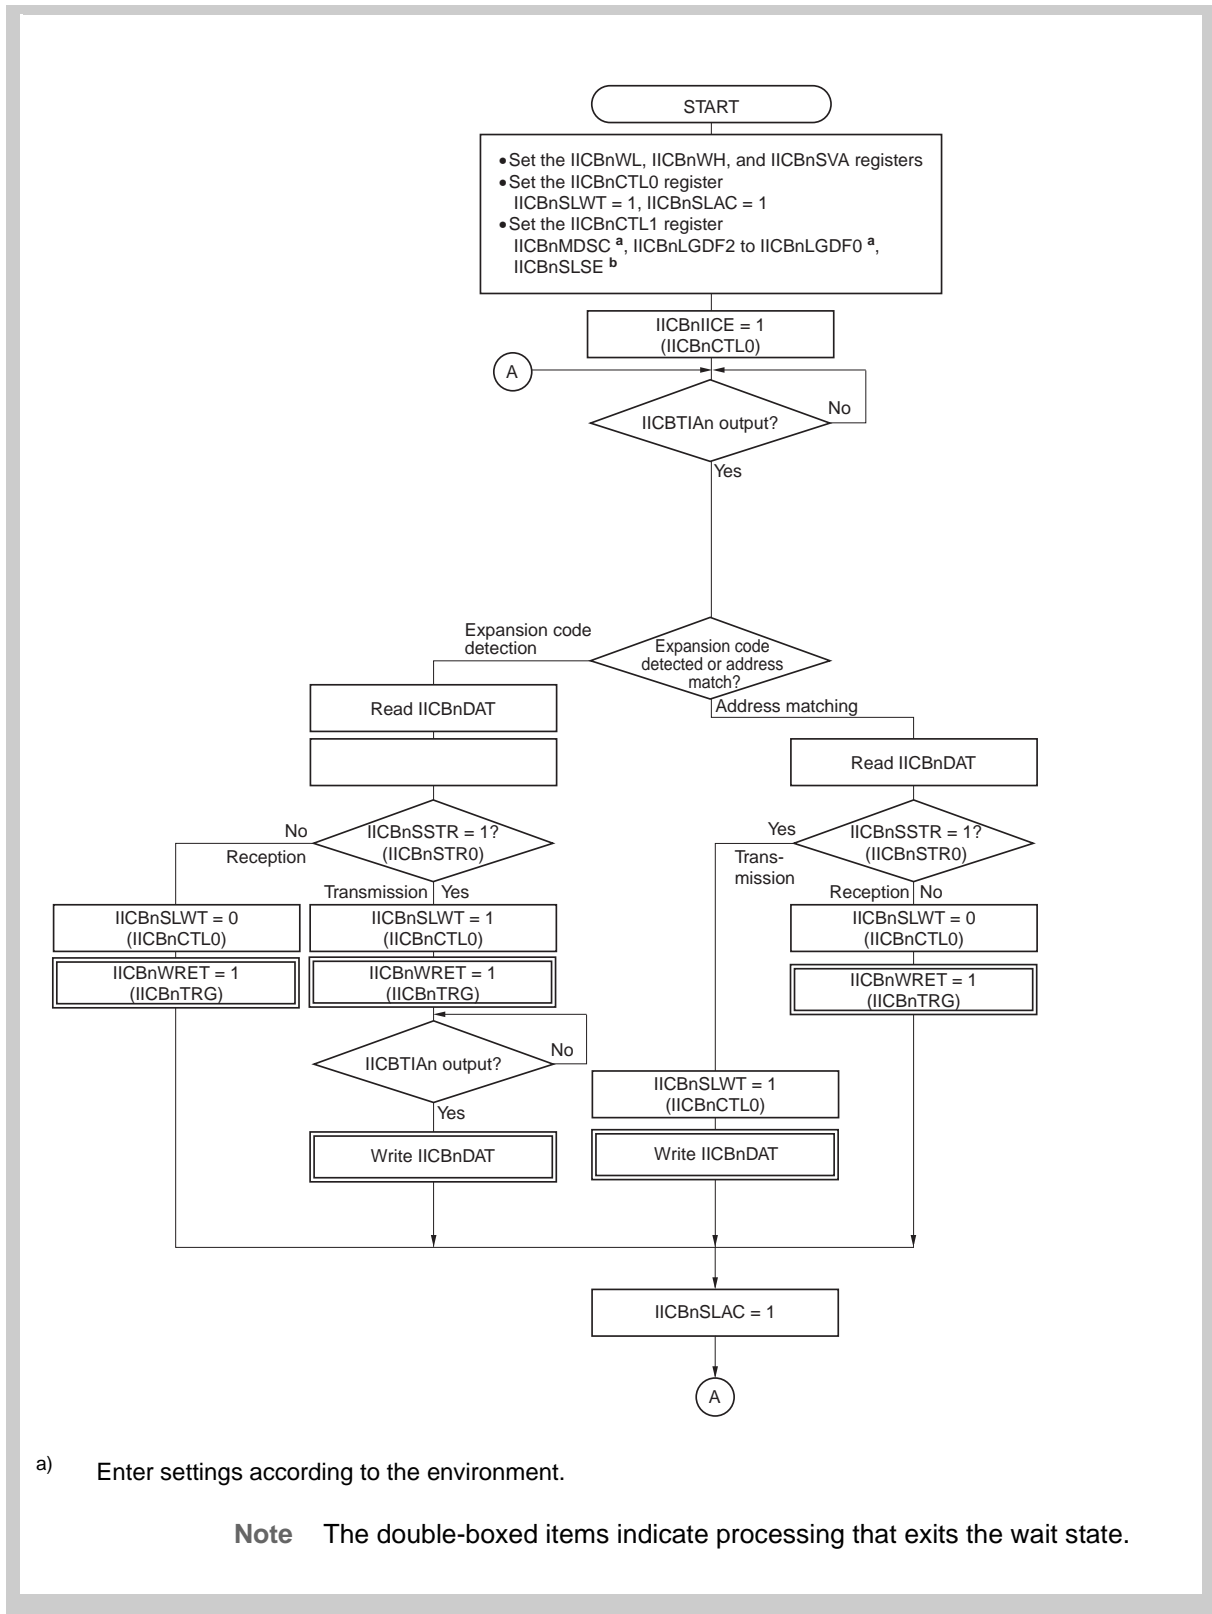 START
•Set the IICBnWL, IICBnWH, and IICBnSVA registers
•Set the IICBnCTL0 register
IICBnSLWT = 1, IICBnSLAC = 1
•Set the IICBnCTL1 register
IICBnMDSC a, IICBnLGDF2 to IICBnLGDF0 a,
IICBnSLSE b
IICBnIICE = 1
(IICBnCTL0)
A
IICBTIAn output?
No
Yes
Expansion code
detection
Expansion code
detected or address
match?
Address matching
Read IICBnDAT
Read IICBnDAT
No
Reception
IICBnSSTR = 1?
(IICBnSTR0)
Transmission Yes
Yes
Trans-
mission
IICBnSSTR = 1?
(IICBnSTR0)
Reception No
IICBnSLWT = 0
(IICBnCTL0)
IICBnSLWT = 1
(IICBnCTL0)
IICBnSLWT = 0
(IICBnCTL0)
IICBnWRET = 1
(IICBnTRG)
IICBnWRET = 1
(IICBnTRG)
IICBnWRET = 1
(IICBnTRG)
IICBTIAn output?
No
Yes
IICBnSLWT = 1
(IICBnCTL0)
Write IICBnDAT
Write IICBnDAT
IICBnSLAC = 1
A
a) Enter settings according to the environment.
Note The double-boxed items indicate processing that exits the wait state.